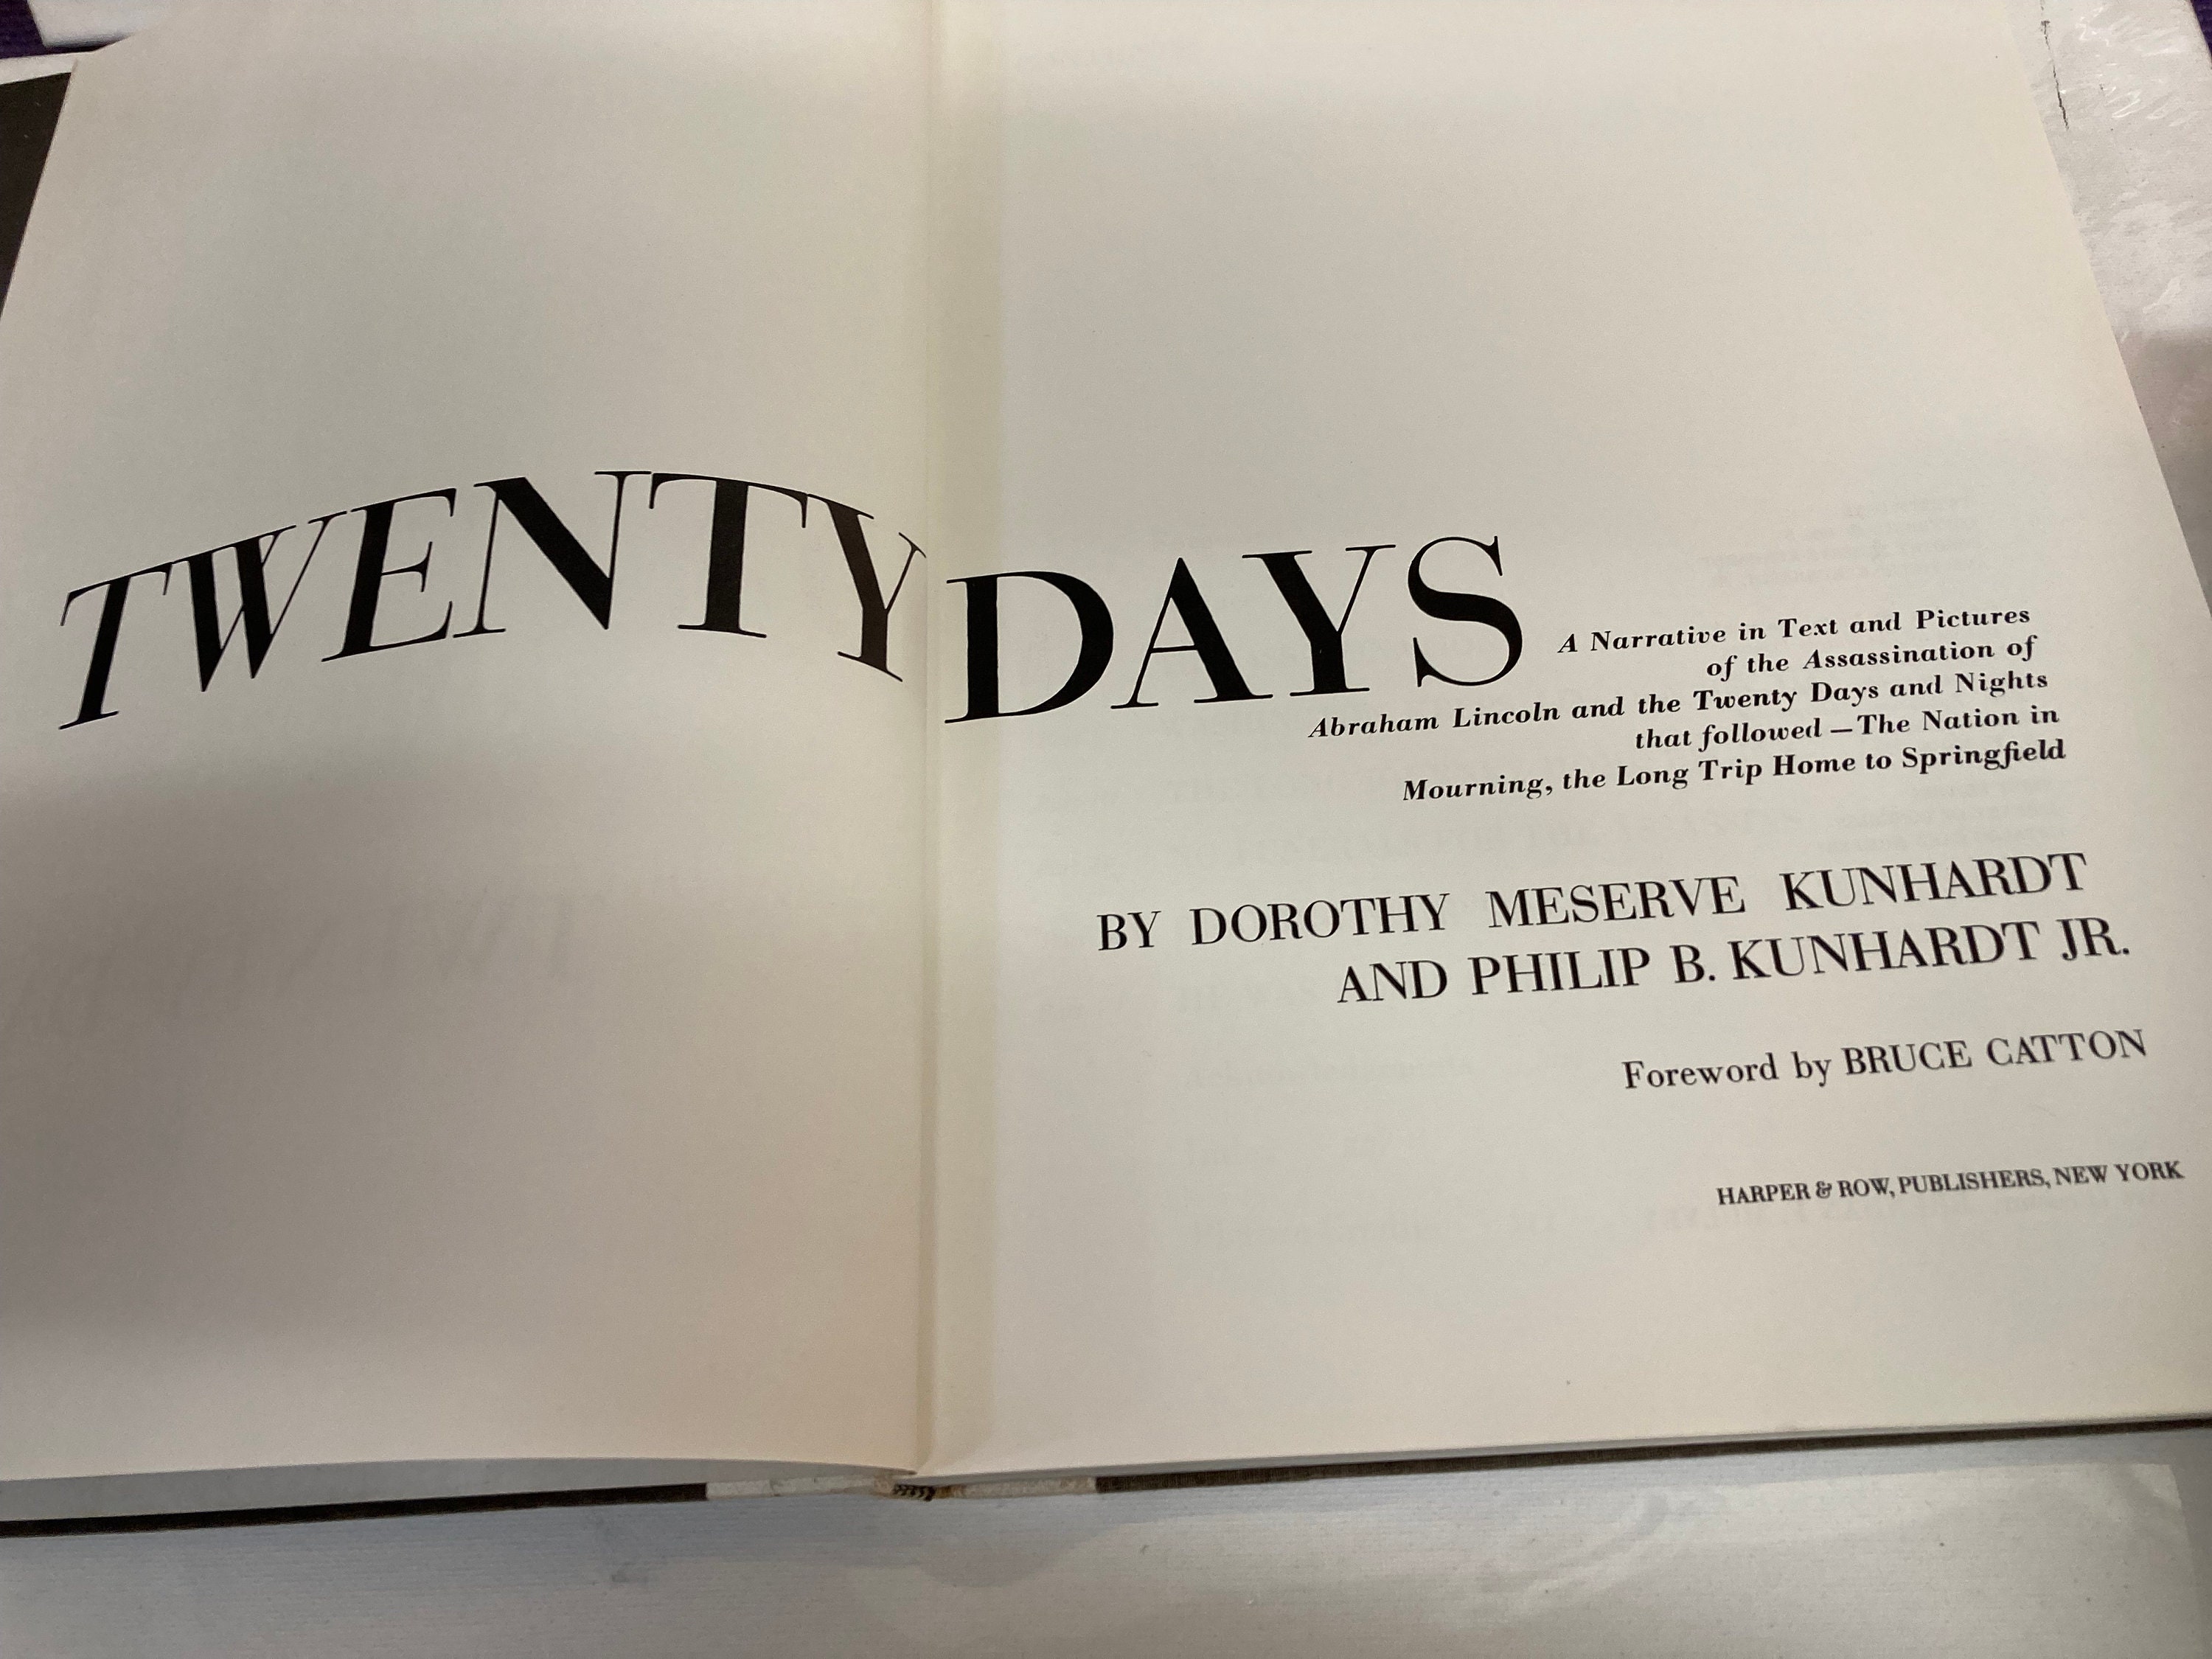 TWENTY DAYS
A Narrative in Text and Pictures
of the Assassination of
Abraham Lincoln and the Twenty Days and Nights
that followed — The Nation in
Mourning, the Long Trip Home to Springfield
BY DOROTHY MESERVE KUNHARDT
AND PHILIP B. KUNHARDT JR.
Foreword by BRUCE CATTON
HARPER & ROW, PUBLISHERS, NEW YORK